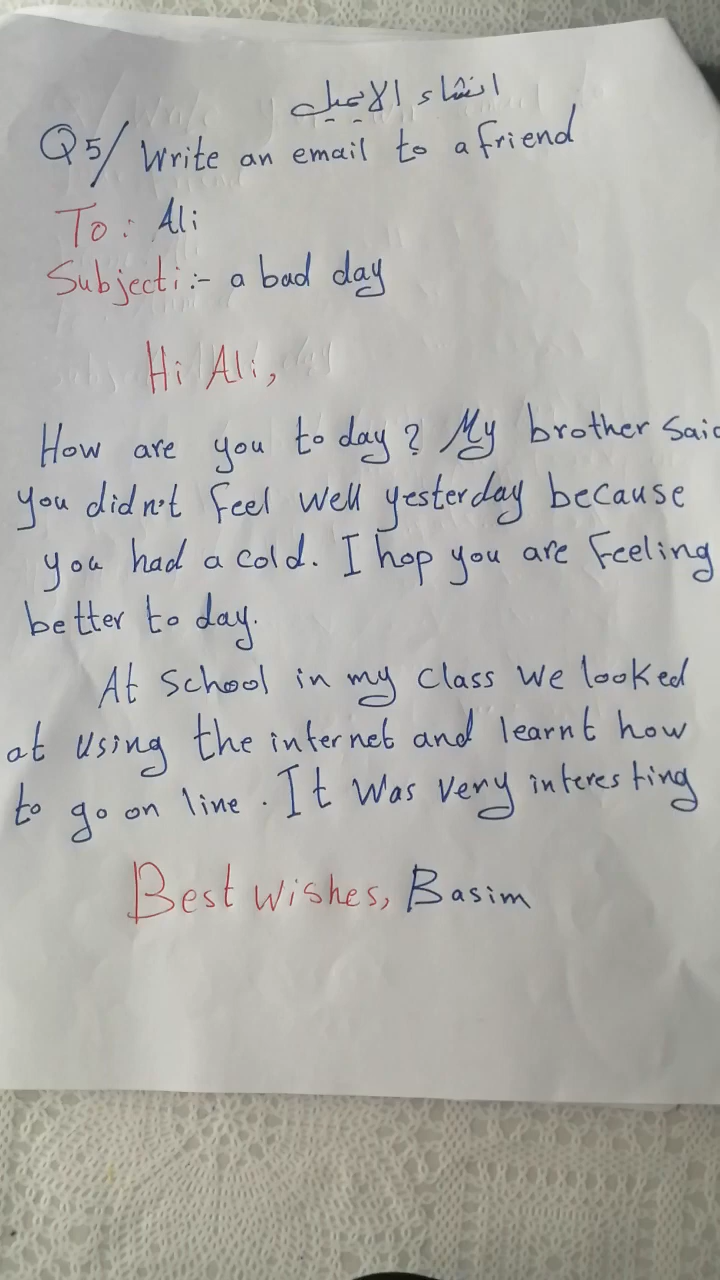 انشاء الايميل
Q5/ Write an email to a friend
To: Ali
Subject:- a bad day
Hi Ali,
How are you to day? My brother Said
you didn't feel well yesterday because
you had a cold. I hop you are Feeling
better to day.
At School in my class we looked
at using the internet and learnt how
to go on line. It was very interesting
Best wishes, Basim